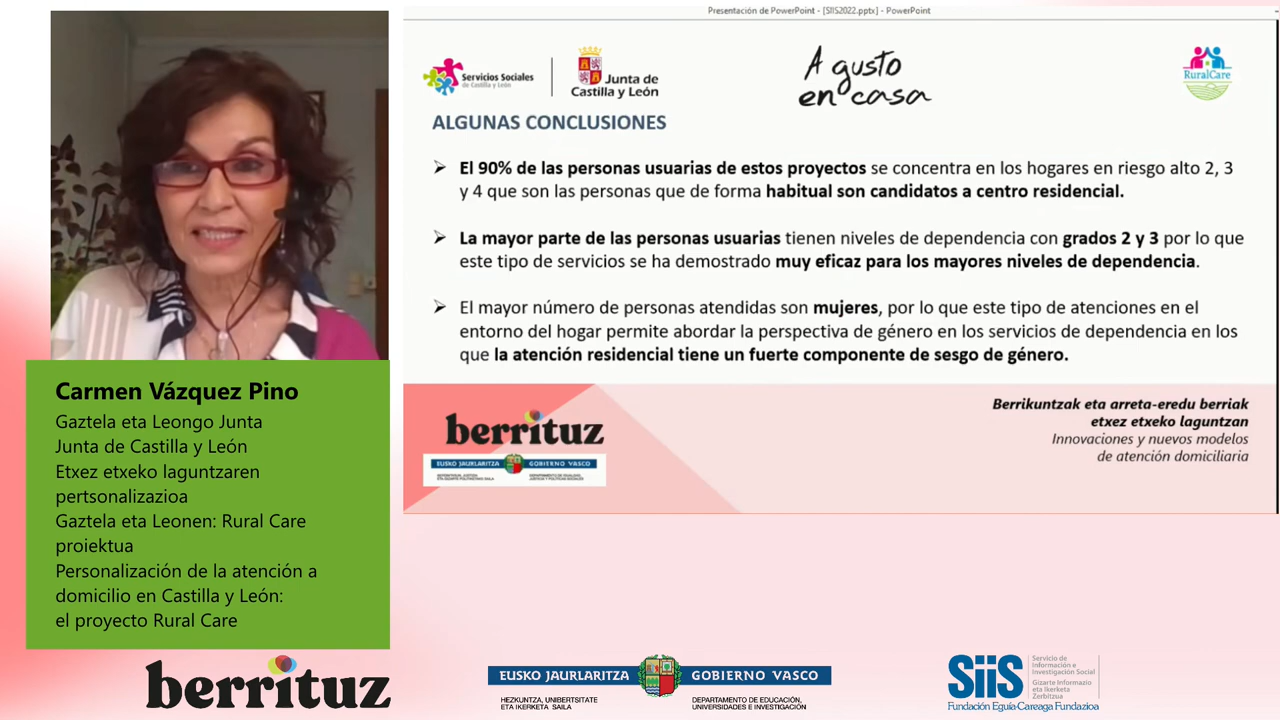 Presentación de PowerPoint - [SIIS2022.pptx] - PowerPoint
Servicios Sociales
de Castilla y León
Junta de
Castilla y León
A gusto
en casa
RuralCare
ALGUNAS CONCLUSIONES
El 90% de las personas usuarias de estos proyectos se concentra en los hogares en riesgo alto 2, 3
y 4 que son las personas que de forma habitual son candidatos a centro residencial.
La mayor parte de las personas usuarias tienen niveles de dependencia con grados 2 y 3 por lo que
este tipo de servicios se ha demostrado muy eficaz para los mayores niveles de dependencia.
El mayor número de personas atendidas son mujeres, por lo que este tipo de atenciones en el
entorno del hogar permite abordar la perspectiva de género en los servicios de dependencia en los
que la atención residencial tiene un fuerte componente de sesgo de género.
Carmen Vázquez Pino
Gaztela eta Leongo Junta
Junta de Castilla y León
Etxez etxeko laguntzaren
pertsonalizazioa
Gaztela eta Leonen: Rural Care
proiektua
Personalización de la atención a
domicilio en Castilla y León:
el proyecto Rural Care
berrituz
EUSKO JAURLARITZA GOBIERNO VASCO
Berrikuntzak eta arreta-eredu berriak
etxez etxeko laguntzan
Innovaciones y nuevos modelos
de atención domiciliaria
berrituz
EUSKO JAURLARITZA GOBIERNO VASCO
HEZKUNTZA, UNIBERTSITATE
ETA IKERKETA SAILA
DEPARTAMENTO DE EDUCACIÓN,
UNIVERSIDADES E INVESTIGACIÓN
SiiS
Servicio de
Información e
Investigación Social
Gizarte Informazio
eta Ikerketa
Zerbitzua
Fundación Eguía-Careaga Fundazioa